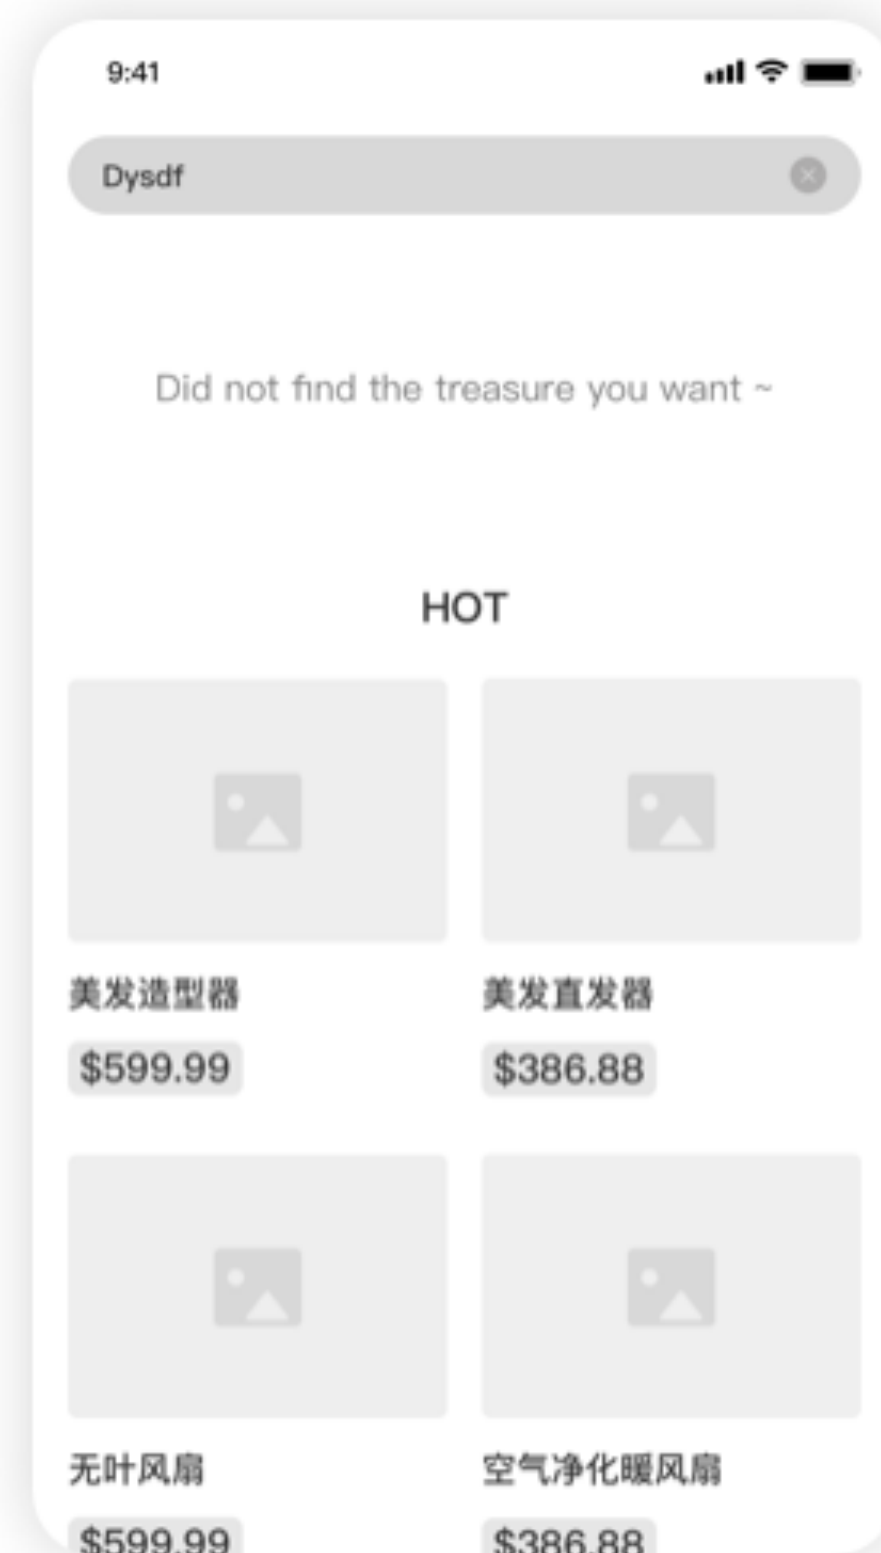 9:41
Dysdf
Did not find the treasure you want ~
HOT
美发造型器
美发直发器
$599.99
$386.88
无叶风扇
空气净化暖风扇
$599.99
$386.88